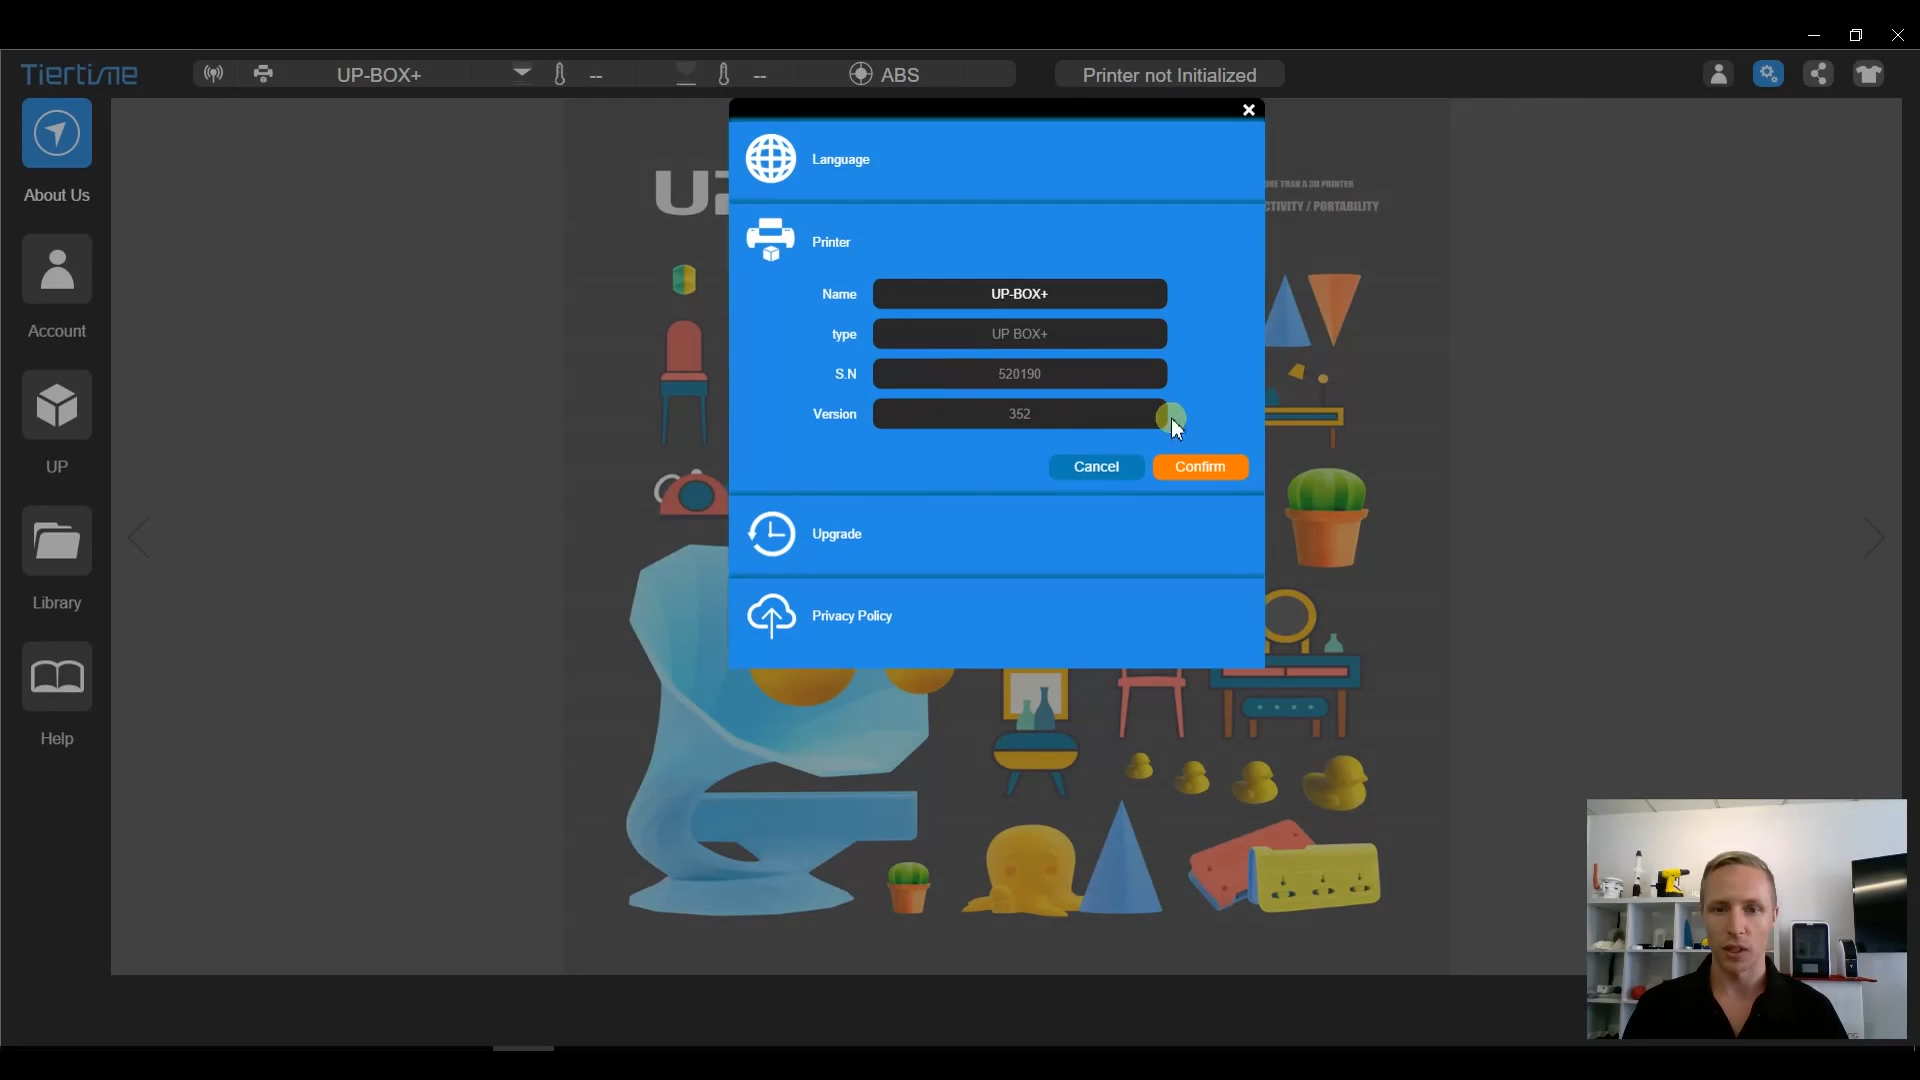 Tiertime
UP-BOX+
--
--
ABS
Printer not Initialized
About Us
Account
UP
Library
Help
Language
Printer
Name
UP-BOX+
type
UP BOX+
S.N
520190
Version
352
Cancel
Confirm
Upgrade
Privacy Policy
CTIVITY / PORTABILITY